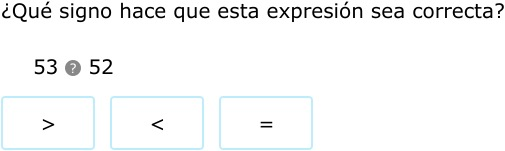 ¿Qué signo hace que esta expresión sea correcta?
53 ? 52
> < =